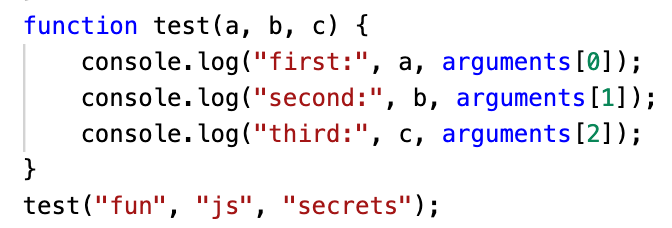 function test(a, b, c) {
    console.log("first:", a, arguments[0]);
    console.log("second:", b, arguments[1]);
    console.log("third:", c, arguments[2]);
}
test("fun", "js", "secrets");